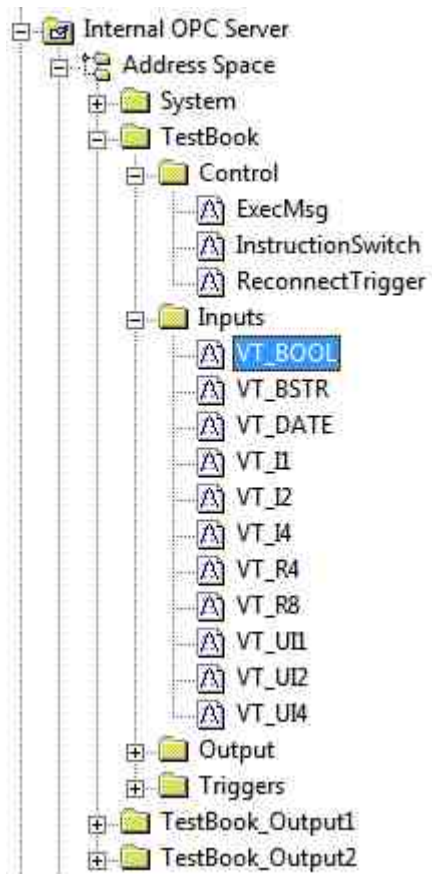 Internal OPC Server
Address Space
System
TestBook
Control
ExecMsg
InstructionSwitch
ReconnectTrigger
Inputs
VT_BOOL
VT_BSTR
VT_DATE
VT_I1
VT_I2
VT_I4
VT_R4
VT_R8
VT_UI1
VT_UI2
VT_UI4
Output
Triggers
TestBook_Output1
TestBook_Output2